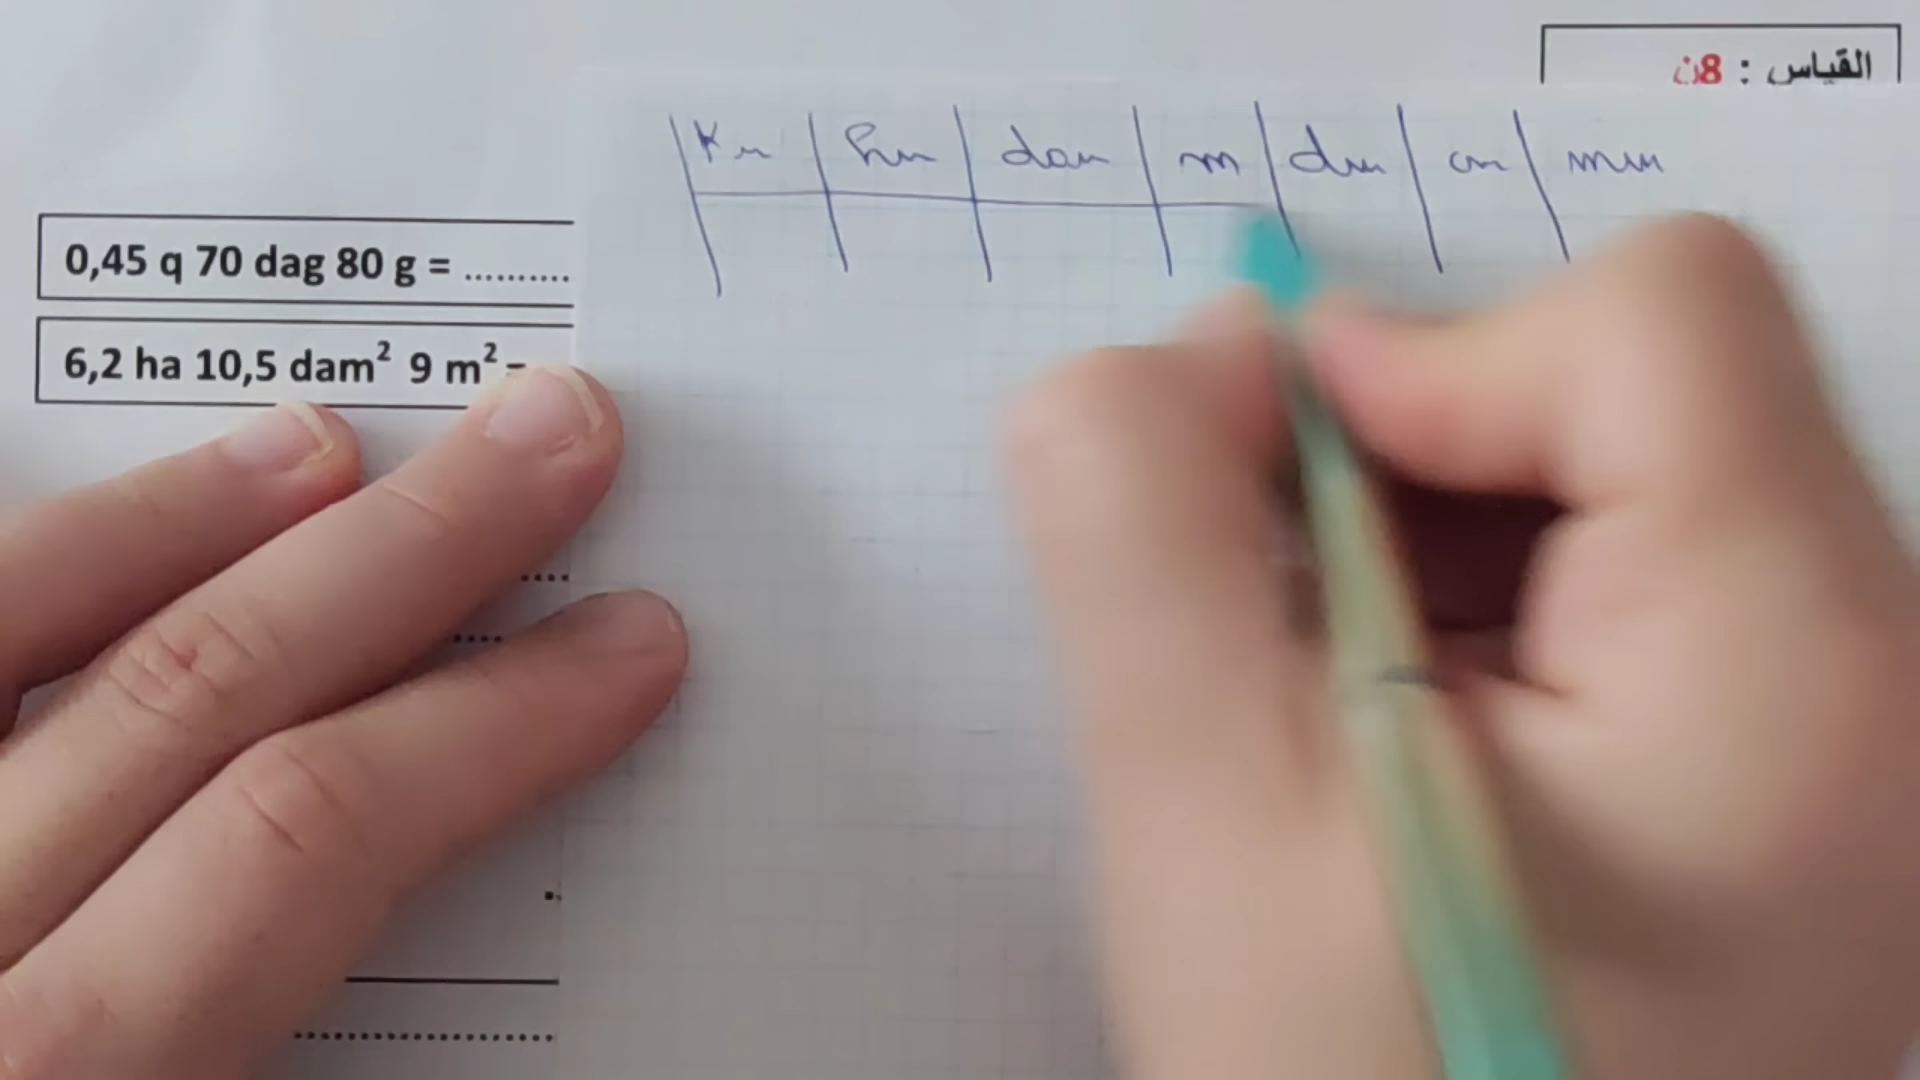 القياس : 8ن
Km hm dam m dm cm mm
0,45 q 70 dag 80 g = ..........
6,2 ha 10,5 dam² 9 m² =